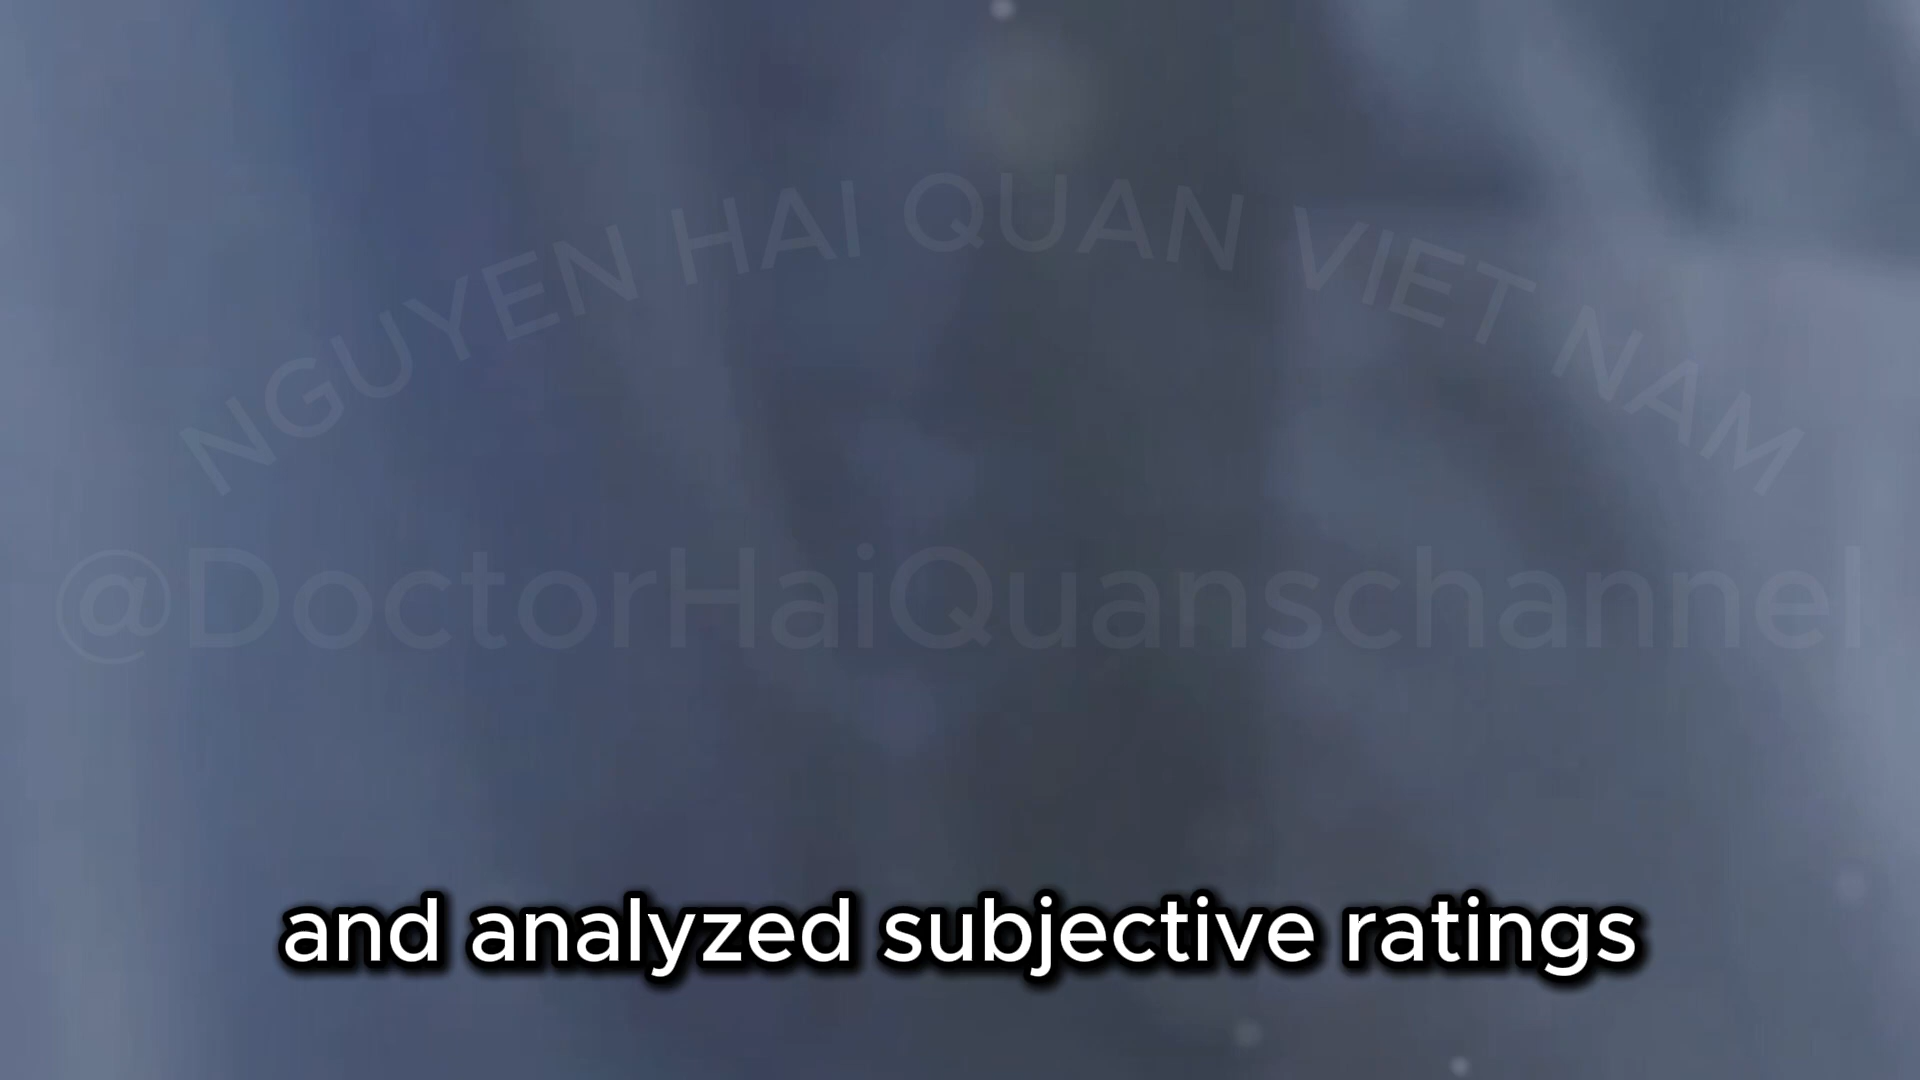 NGUYEN HAI QUAN VIET NAM
@DoctorHaiQuanschannel
and analyzed subjective ratings